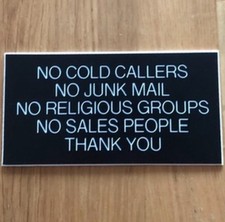 NO COLD CALLERS
NO JUNK MAIL
NO RELIGIOUS GROUPS
NO SALES PEOPLE
THANK YOU